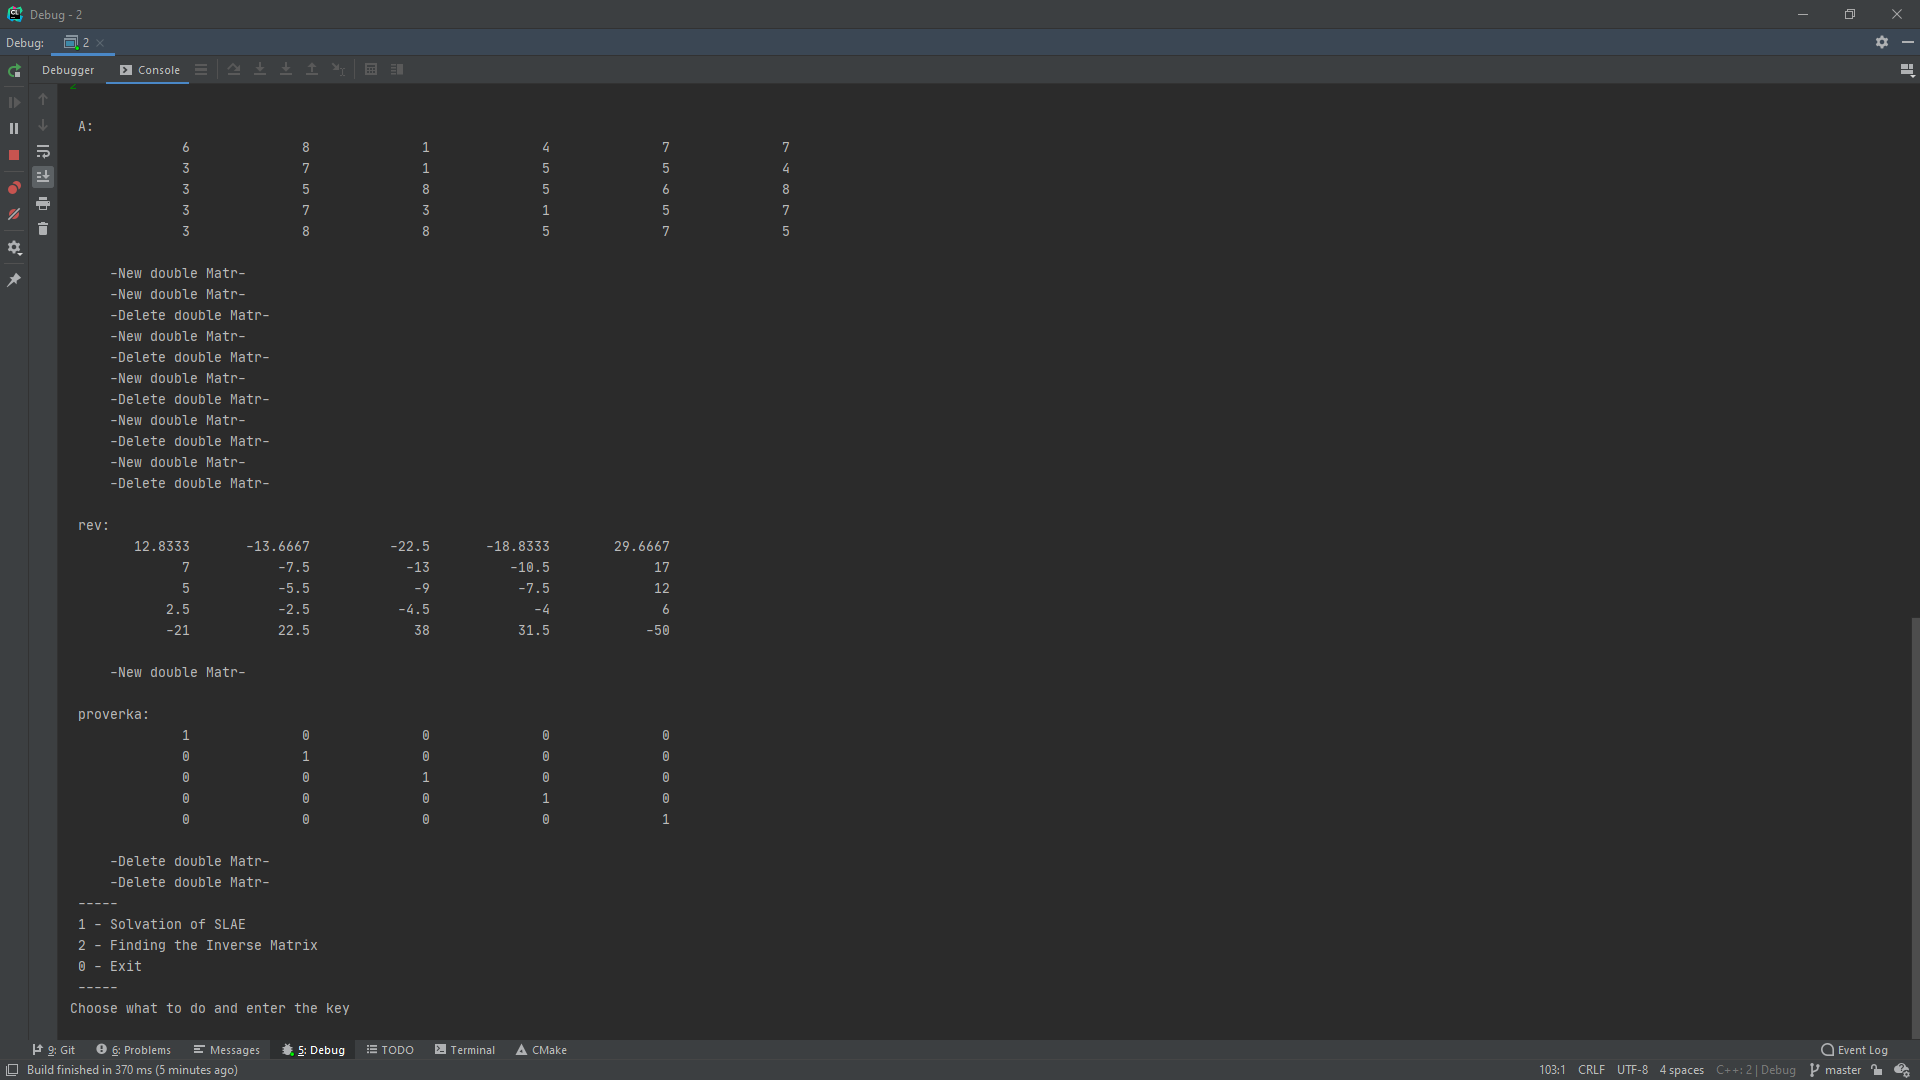 Debug - 2
Debug: 2
Debugger Console
2
A:
6 8 1 4 7 7
3 7 1 5 5 4
3 5 8 5 6 8
3 7 3 1 5 7
3 8 8 5 7 5
-New double Matr-
-New double Matr-
-Delete double Matr-
-New double Matr-
-Delete double Matr-
-New double Matr-
-Delete double Matr-
-New double Matr-
-Delete double Matr-
-New double Matr-
-Delete double Matr-
rev:
12.8333 -13.6667 -22.5 -18.8333 29.6667
7 -7.5 -13 -10.5 17
5 -5.5 -9 -7.5 12
2.5 -2.5 -4.5 -4 6
-21 22.5 38 31.5 -50
-New double Matr-
proverka:
1 0 0 0 0
0 1 0 0 0
0 0 1 0 0
0 0 0 1 0
0 0 0 0 1
-Delete double Matr-
-Delete double Matr-
-----
1 - Solvation of SLAE
2 - Finding the Inverse Matrix
0 - Exit
-----
Choose what to do and enter the key
9: Git 6: Problems Messages 5: Debug TODO Terminal CMake Event Log
Build finished in 370 ms (5 minutes ago) 103:1 CRLF UTF-8 4 spaces C++: 2 | Debug master